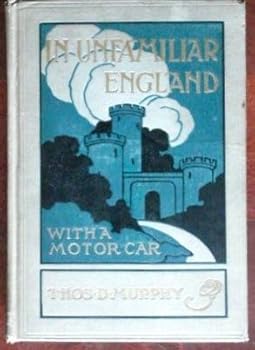 IN UNFAMILIAR
ENGLAND
WITH A
MOTOR CAR
THOS·D·MURPHY